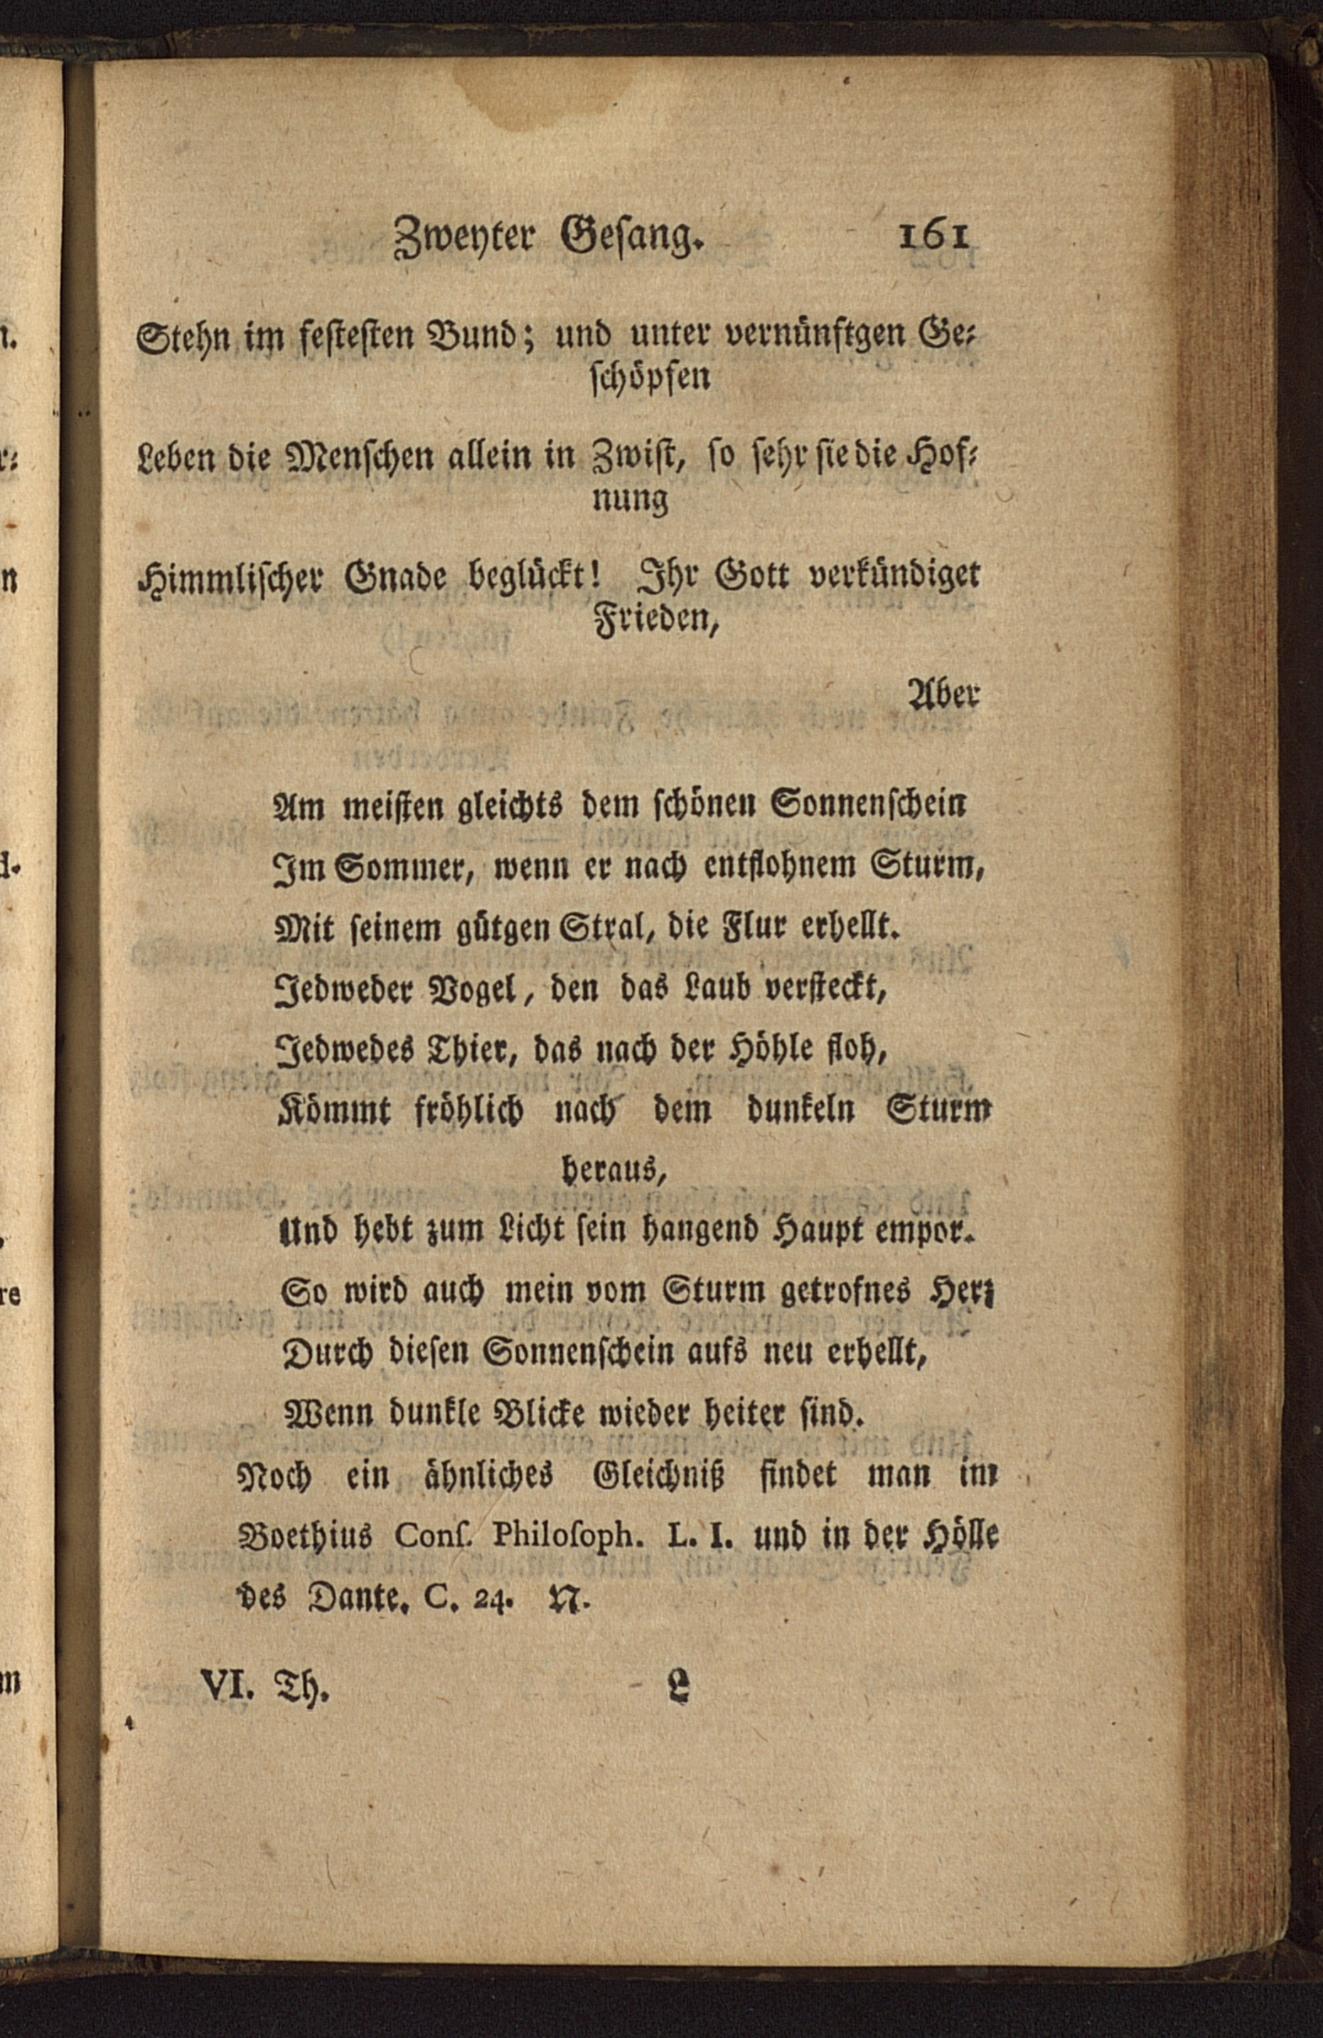 Zweyter Gesang. 161
Stehn im festesten Bund; und unter vernünftgen Ge-
schöpfen
Leben die Menschen allein in Zwist, so sehr sie die Hof-
nung
Himmlischer Gnade beglückt! Ihr Gott verkündiget
Frieden,
Aber
Am meisten gleichts dem schönen Sonnenschein
Im Sommer, wenn er nach entflohnem Sturm,
Mit seinem gütgen Stral, die Flur erhellt.
Jedweder Vogel, den das Laub versteckt,
Jedwedes Thier, das nach der Höhle floh,
Kömmt fröhlich nach dem dunkeln Sturm
heraus,
Und hebt zum Licht sein hangend Haupt empor.
So wird auch mein vom Sturm getrofnes Herz
Durch diesen Sonnenschein aufs neu erhellt,
Wenn dunkle Blicke wieder heiter sind.
Noch ein ähnliches Gleichniß findet man im
Boethius Conſ. Philoſoph. L. I. und in der Hölle
des Dante. C. 24. N.
VI. Th. L